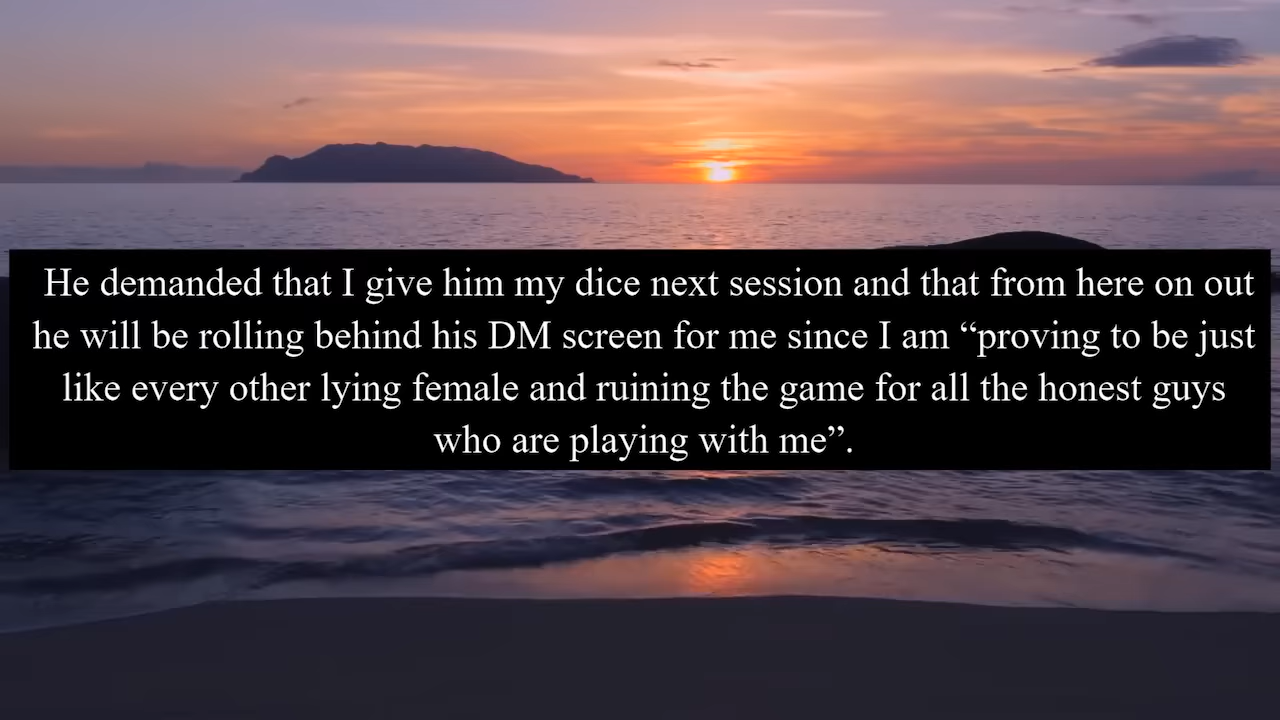 He demanded that I give him my dice next session and that from here on out
he will be rolling behind his DM screen for me since I am “proving to be just
like every other lying female and ruining the game for all the honest guys
who are playing with me”.